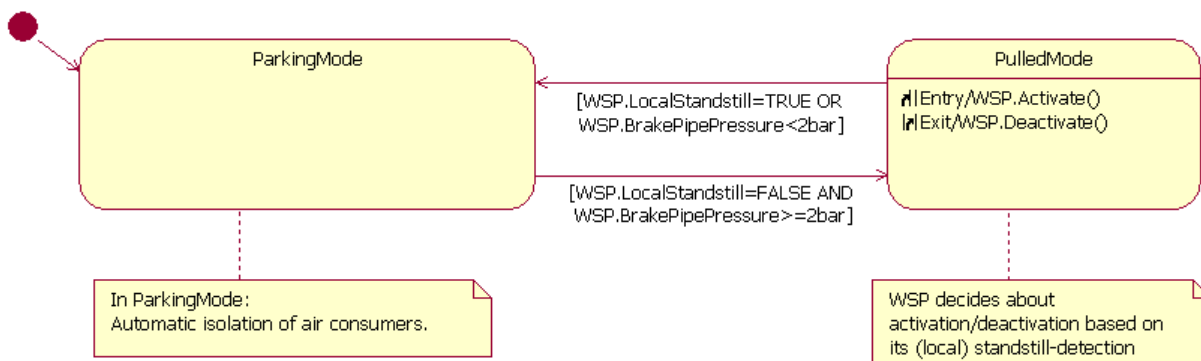 ParkingMode
PulledMode
Entry/WSP.Activate()
Exit/WSP.Deactivate()
[WSP.LocalStandstill=TRUE OR
WSP.BrakePipePressure<2bar]
[WSP.LocalStandstill=FALSE AND
WSP.BrakePipePressure>=2bar]
In ParkingMode:
Automatic isolation of air consumers.
WSP decides about
activation/deactivation based on
its (local) standstill-detection